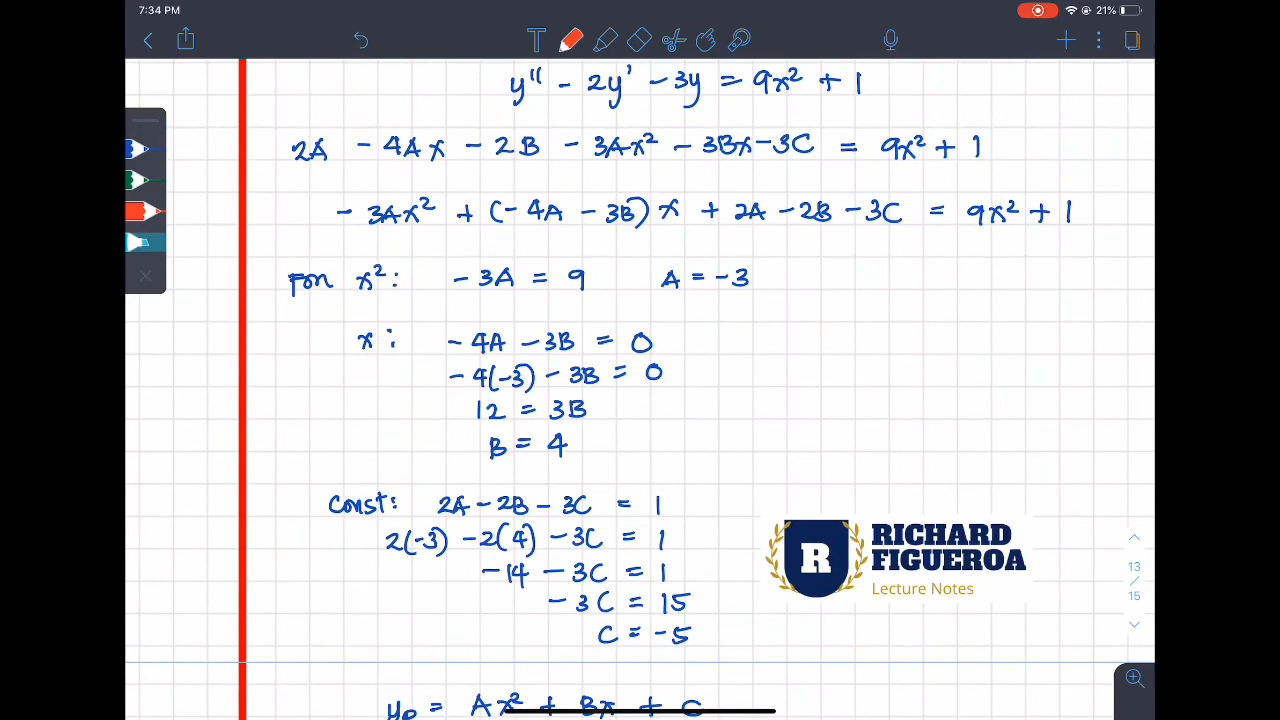 7:34 PM 21%
T
y'' - 2y' - 3y = 9x² + 1
2A - 4Ax - 2B - 3Ax² - 3Bx - 3C = 9x² + 1
- 3Ax² + (-4A - 3B) x + 2A - 2B - 3C = 9x² + 1
For x²: -3A = 9 A = -3
x: -4A - 3B = 0
-4(-3) - 3B = 0
12 = 3B
B = 4
Const: 2A - 2B - 3C = 1
2(-3) - 2(4) - 3C = 1
-14 - 3C = 1
-3C = 15
C = -5
R
RICHARD
FIGUEROA
Lecture Notes
13
/
15
yp = Ax² + Bx + C